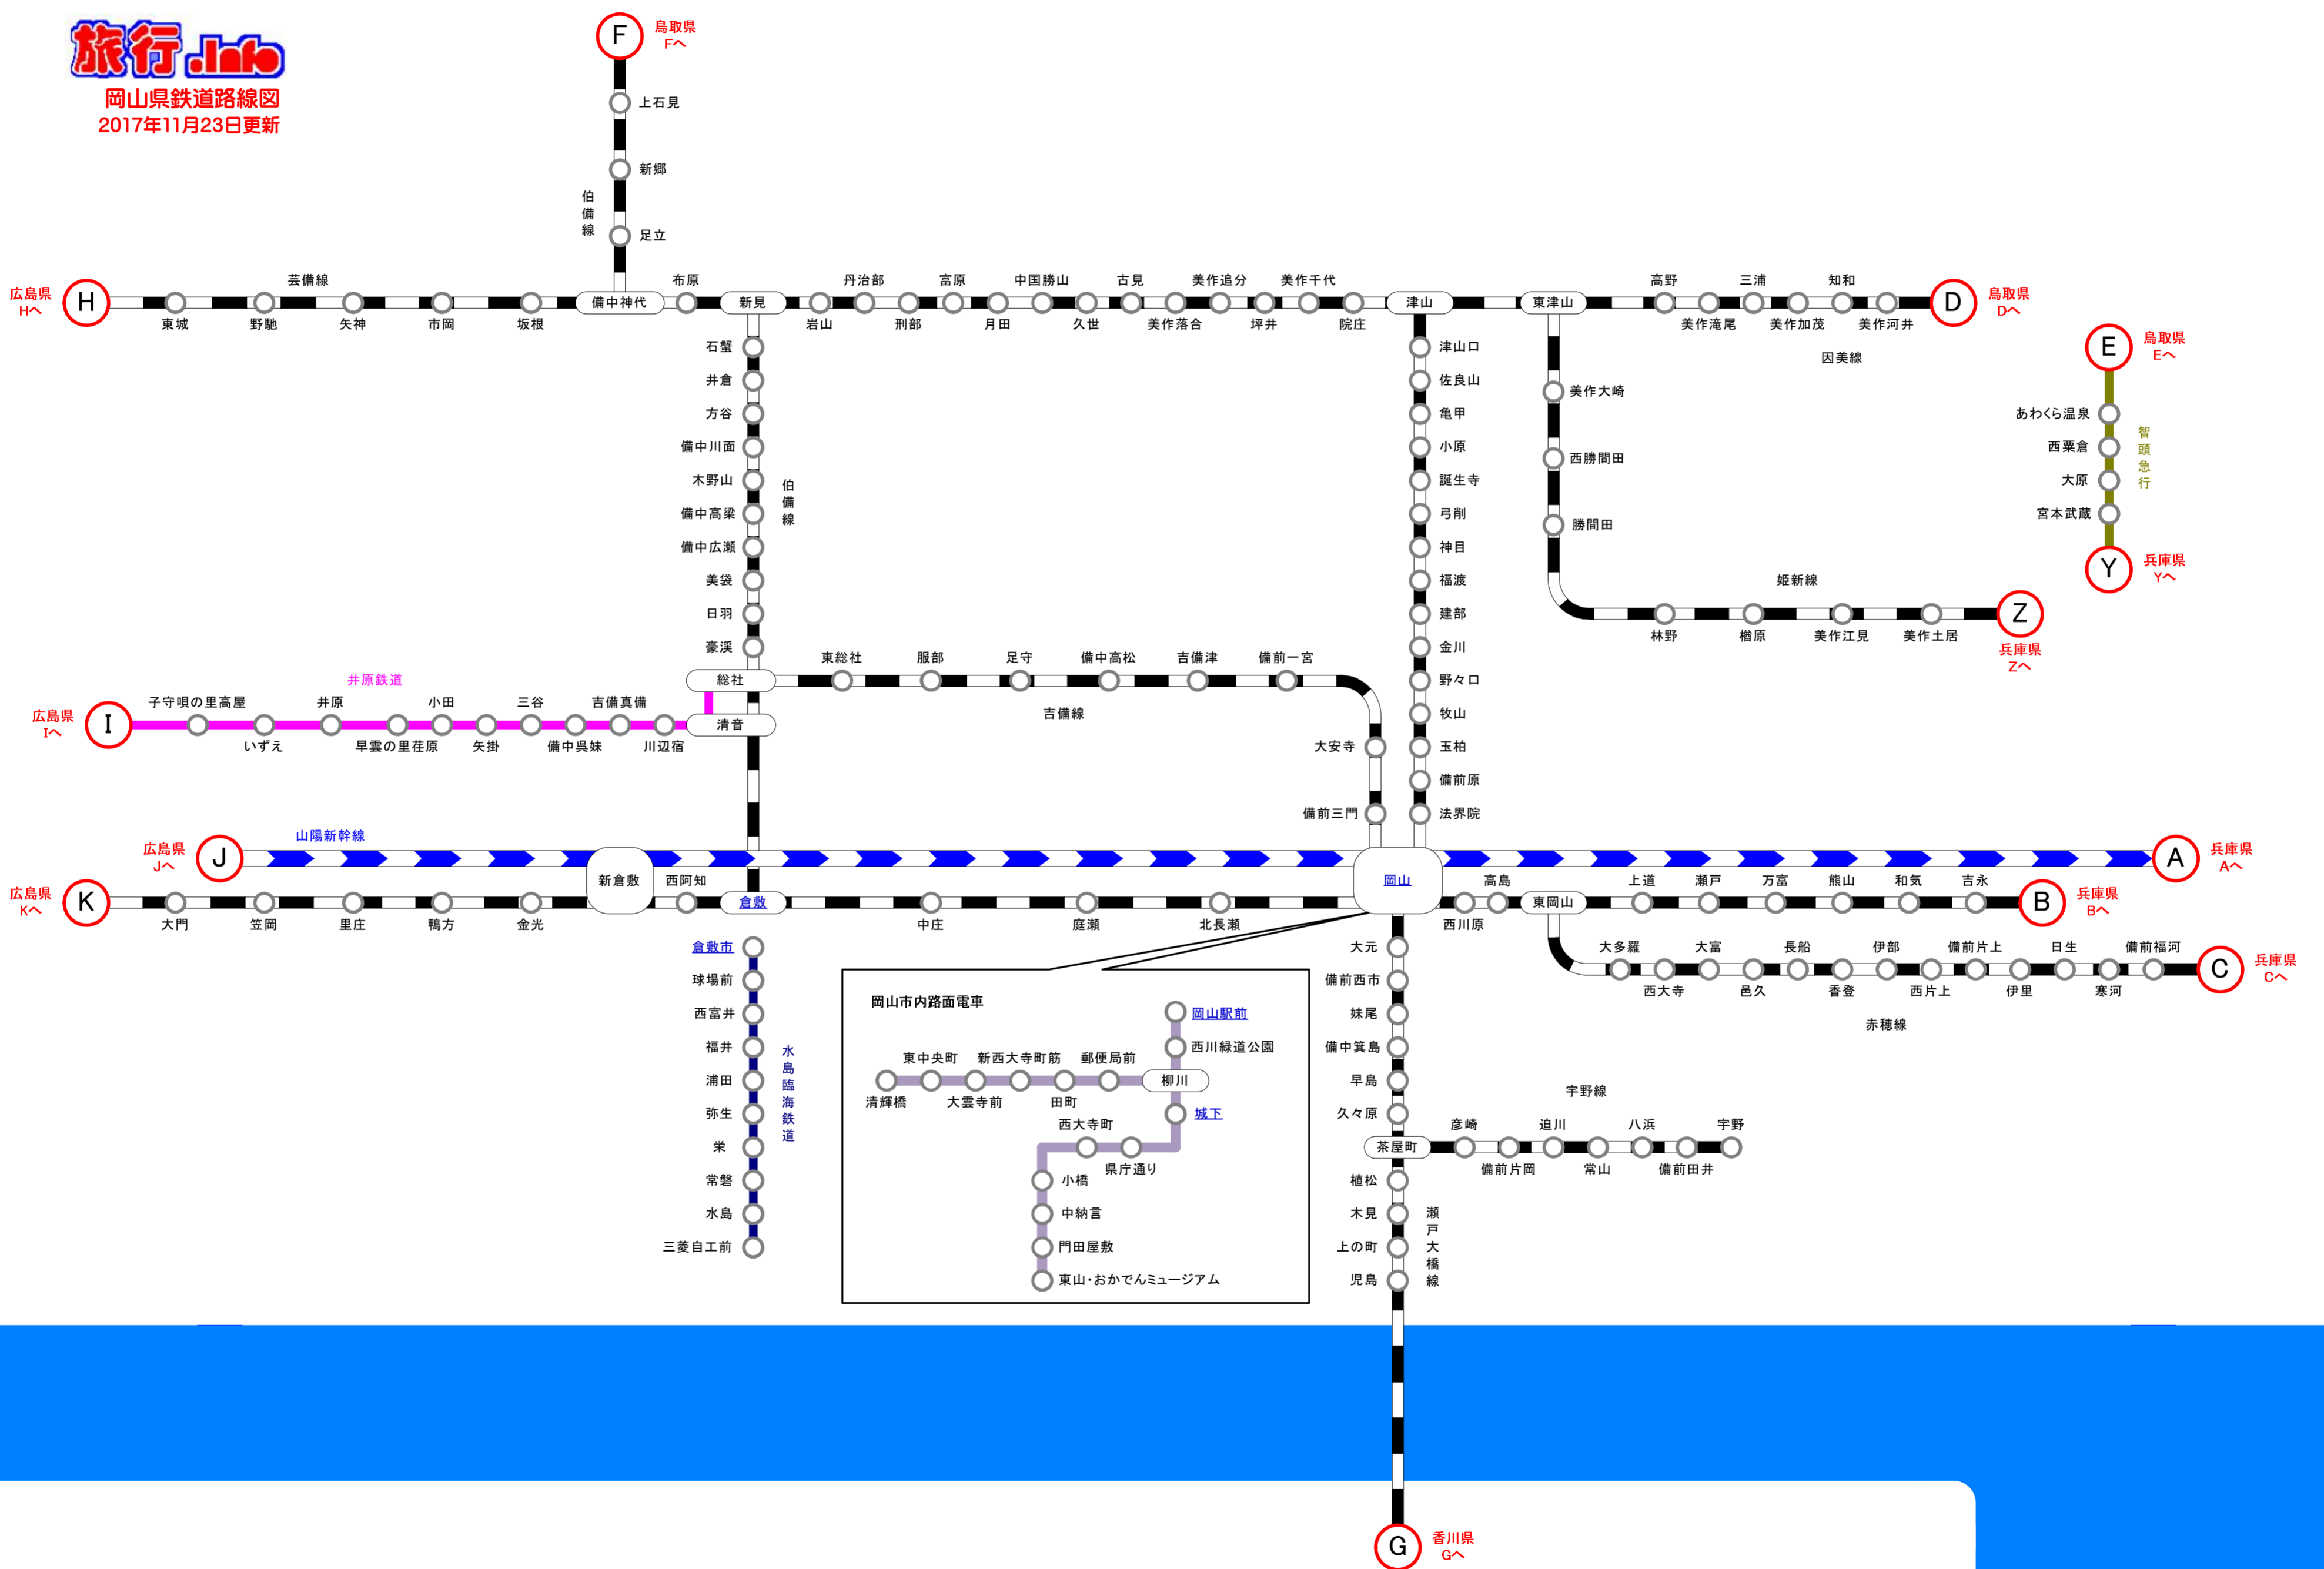 旅行.Info
岡山県鉄道路線図
2017年11月23日更新
F
鳥取県
Fへ
上石見
新郷
足立
伯備線
広島県
Hへ
H
芸備線
東城
野馳
矢神
市岡
坂根
備中神代
布原
新見
岩山
丹治部
刑部
富原
月田
中国勝山
久世
古見
美作落合
美作追分
坪井
美作千代
院庄
津山
東津山
高野
美作滝尾
三浦
美作加茂
知和
美作河井
D
鳥取県
Dへ
因美線
E
鳥取県
Eへ
あわくら温泉
西粟倉
大原
宮本武蔵
智頭急行
Y
兵庫県
Yへ
石蟹
井倉
方谷
備中川面
木野山
備中高梁
備中広瀬
美袋
日羽
豪渓
伯備線
津山口
佐良山
亀甲
小原
誕生寺
弓削
神目
福渡
建部
金川
野々口
牧山
玉柏
備前原
法界院
美作大崎
西勝間田
勝間田
姫新線
林野
楢原
美作江見
美作土居
Z
兵庫県
Zへ
総社
東総社
服部
足守
備中高松
吉備津
備前一宮
吉備線
大安寺
備前三門
井原鉄道
広島県
Iへ
I
子守唄の里高屋
いずえ
井原
早雲の里荏原
小田
矢掛
三谷
備中呉妹
吉備真備
川辺宿
清音
山陽新幹線
広島県
Jへ
J
A
兵庫県
Aへ
広島県
Kへ
K
大門
笠岡
里庄
鴨方
金光
新倉敷
西阿知
倉敷
中庄
庭瀬
北長瀬
岡山
西川原
高島
東岡山
上道
瀬戸
万富
熊山
和気
吉永
B
兵庫県
Bへ
大多羅
西大寺
大富
邑久
長船
香登
伊部
西片上
備前片上
伊里
日生
寒河
備前福河
C
兵庫県
Cへ
赤穂線
倉敷市
球場前
西富井
福井
浦田
弥生
栄
常磐
水島
三菱自工前
水島臨海鉄道
岡山市内路面電車
岡山駅前
西川緑道公園
東中央町
新西大寺町筋
郵便局前
柳川
清輝橋
大雲寺前
田町
城下
西大寺町
県庁通り
小橋
中納言
門田屋敷
東山・おかでんミュージアム
大元
備前西市
妹尾
備中箕島
早島
久々原
茶屋町
宇野線
彦崎
備前片岡
迫川
常山
八浜
備前田井
宇野
植松
木見
上の町
児島
瀬戸大橋線
G
香川県
Gへ